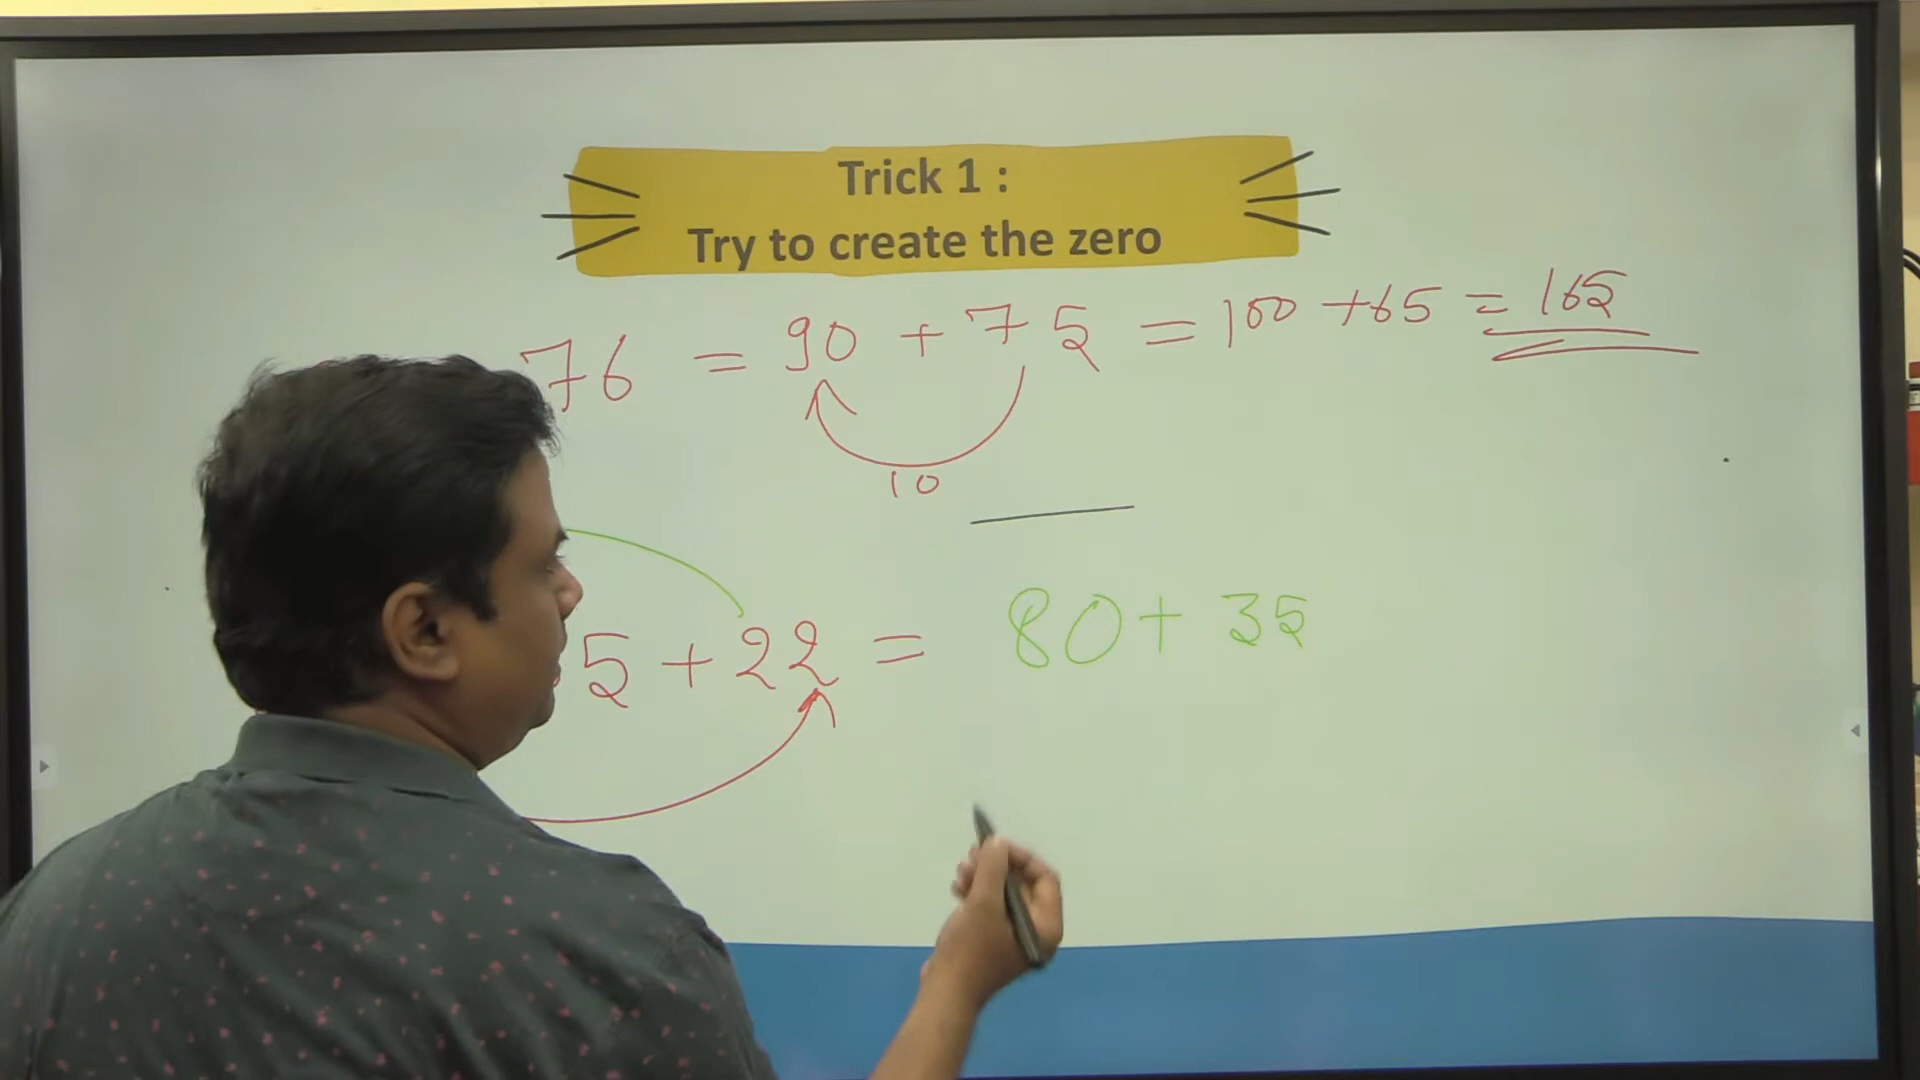 Trick 1 :
Try to create the zero
76 = 90 + 75 = 100 + 65 = 165
10
5 + 22 = 80 + 35